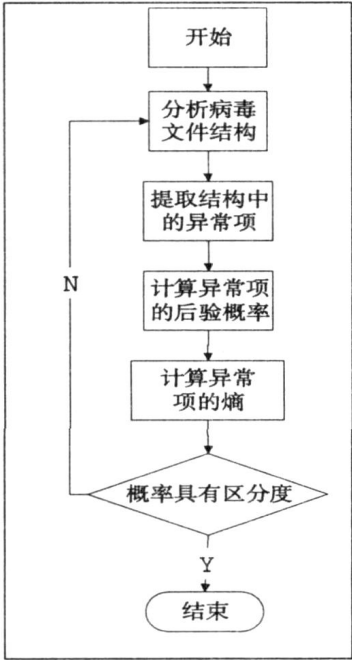 开始
分析病毒
文件结构
提取结构中
的异常项
N
计算异常项
的后验概率
计算异常
项的熵
概率具有区分度
Y
结束